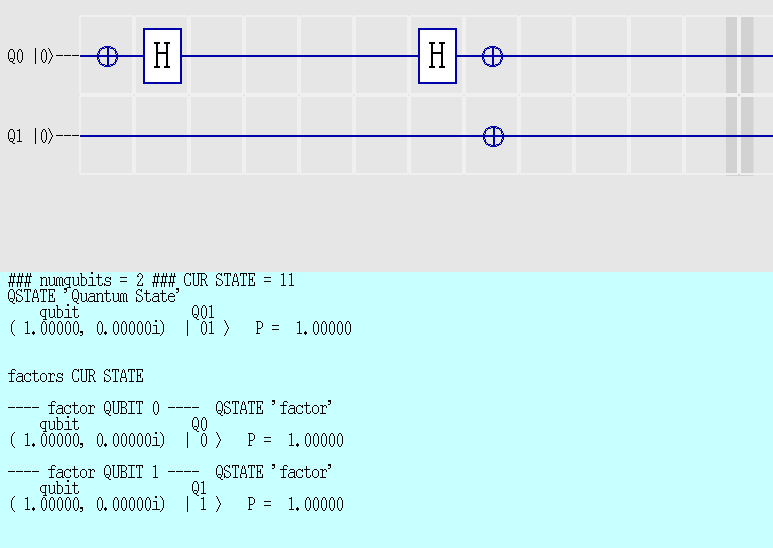 Q0 |0⟩---
H H
Q1 |0⟩---
### numqubits = 2 ### CUR STATE = 11
QSTATE 'Quantum State'
qubit Q01
( 1.00000, 0.00000i) | 01 ⟩ P = 1.00000
factors CUR STATE
---- factor QUBIT 0 ---- QSTATE 'factor'
qubit Q0
( 1.00000, 0.00000i) | 0 ⟩ P = 1.00000
---- factor QUBIT 1 ---- QSTATE 'factor'
qubit Q1
( 1.00000, 0.00000i) | 1 ⟩ P = 1.00000